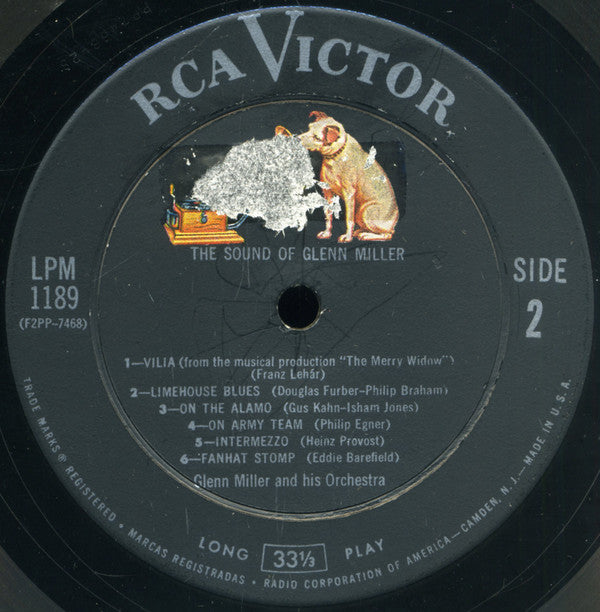 RCA VICTOR
THE SOUND OF GLENN MILLER
LPM
1189
(F2PP-7468)
SIDE
2
1—VILIA (from the musical production "The Merry Widow")
(Franz Lehár)
2—LIMEHOUSE BLUES (Douglas Furber-Philip Braham)
3—ON THE ALAMO (Gus Kahn-Isham Jones)
4—ON ARMY TEAM (Philip Egner)
5—INTERMEZZO (Heinz Provost)
6—FANHAT STOMP (Eddie Barefield)
Glenn Miller and his Orchestra
LONG 33⅓ PLAY
TRADE MARKS ® REGISTERED • MARCAS REGISTRADAS • RADIO CORPORATION OF AMERICA—CAMDEN, N. J.—MADE IN U.S.A.